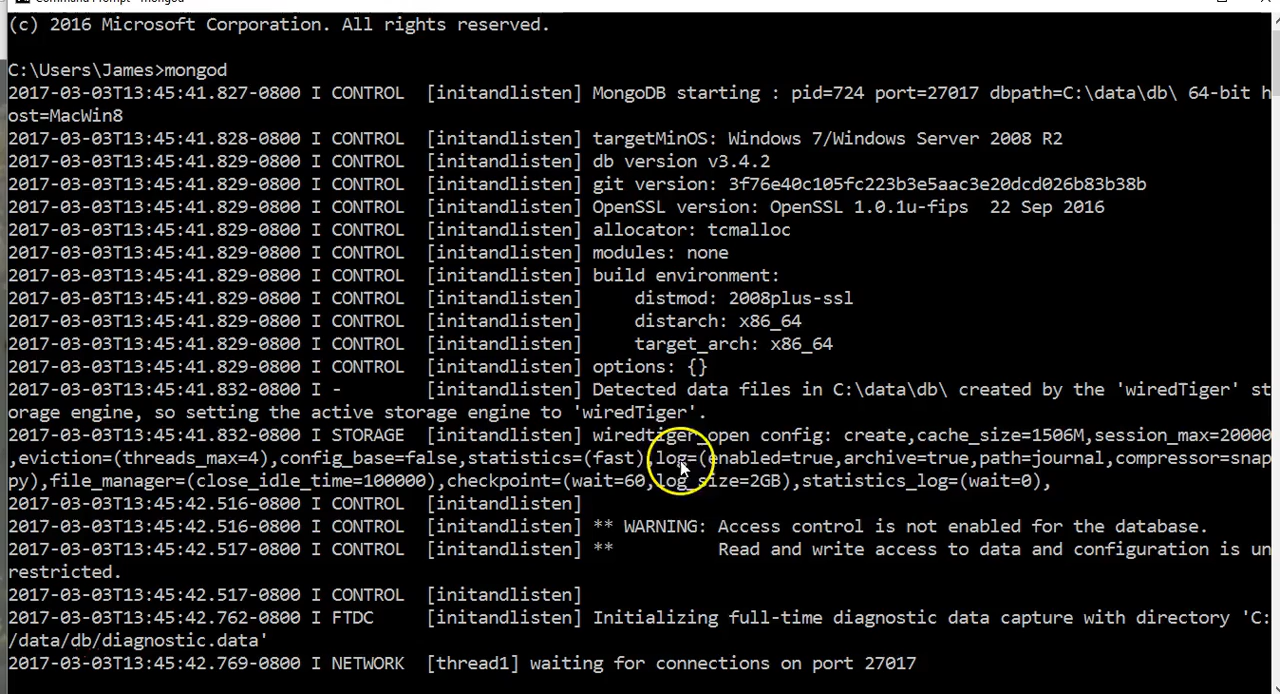 Command Prompt - mongod
(c) 2016 Microsoft Corporation. All rights reserved.
C:\Users\James>mongod
2017-03-03T13:45:41.827-0800 I CONTROL  [initandlisten] MongoDB starting : pid=724 port=27017 dbpath=C:\data\db\ 64-bit h
ost=MacWin8
2017-03-03T13:45:41.828-0800 I CONTROL  [initandlisten] targetMinOS: Windows 7/Windows Server 2008 R2
2017-03-03T13:45:41.829-0800 I CONTROL  [initandlisten] db version v3.4.2
2017-03-03T13:45:41.829-0800 I CONTROL  [initandlisten] git version: 3f76e40c105fc223b3e5aac3e20dcd026b83b38b
2017-03-03T13:45:41.829-0800 I CONTROL  [initandlisten] OpenSSL version: OpenSSL 1.0.1u-fips  22 Sep 2016
2017-03-03T13:45:41.829-0800 I CONTROL  [initandlisten] allocator: tcmalloc
2017-03-03T13:45:41.829-0800 I CONTROL  [initandlisten] modules: none
2017-03-03T13:45:41.829-0800 I CONTROL  [initandlisten] build environment:
2017-03-03T13:45:41.829-0800 I CONTROL  [initandlisten]     distmod: 2008plus-ssl
2017-03-03T13:45:41.829-0800 I CONTROL  [initandlisten]     distarch: x86_64
2017-03-03T13:45:41.829-0800 I CONTROL  [initandlisten]     target_arch: x86_64
2017-03-03T13:45:41.829-0800 I CONTROL  [initandlisten] options: {}
2017-03-03T13:45:41.832-0800 I -        [initandlisten] Detected data files in C:\data\db\ created by the 'wiredTiger' st
orage engine, so setting the active storage engine to 'wiredTiger'.
2017-03-03T13:45:41.832-0800 I STORAGE  [initandlisten] wiredtiger_open config: create,cache_size=1506M,session_max=20000
,eviction=(threads_max=4),config_base=false,statistics=(fast),log=(enabled=true,archive=true,path=journal,compressor=snap
py),file_manager=(close_idle_time=100000),checkpoint=(wait=60,log_size=2GB),statistics_log=(wait=0),
2017-03-03T13:45:42.516-0800 I CONTROL  [initandlisten]
2017-03-03T13:45:42.516-0800 I CONTROL  [initandlisten] ** WARNING: Access control is not enabled for the database.
2017-03-03T13:45:42.517-0800 I CONTROL  [initandlisten] **          Read and write access to data and configuration is un
restricted.
2017-03-03T13:45:42.517-0800 I CONTROL  [initandlisten]
2017-03-03T13:45:42.762-0800 I FTDC     [initandlisten] Initializing full-time diagnostic data capture with directory 'C:
/data/db/diagnostic.data'
2017-03-03T13:45:42.769-0800 I NETWORK  [thread1] waiting for connections on port 27017